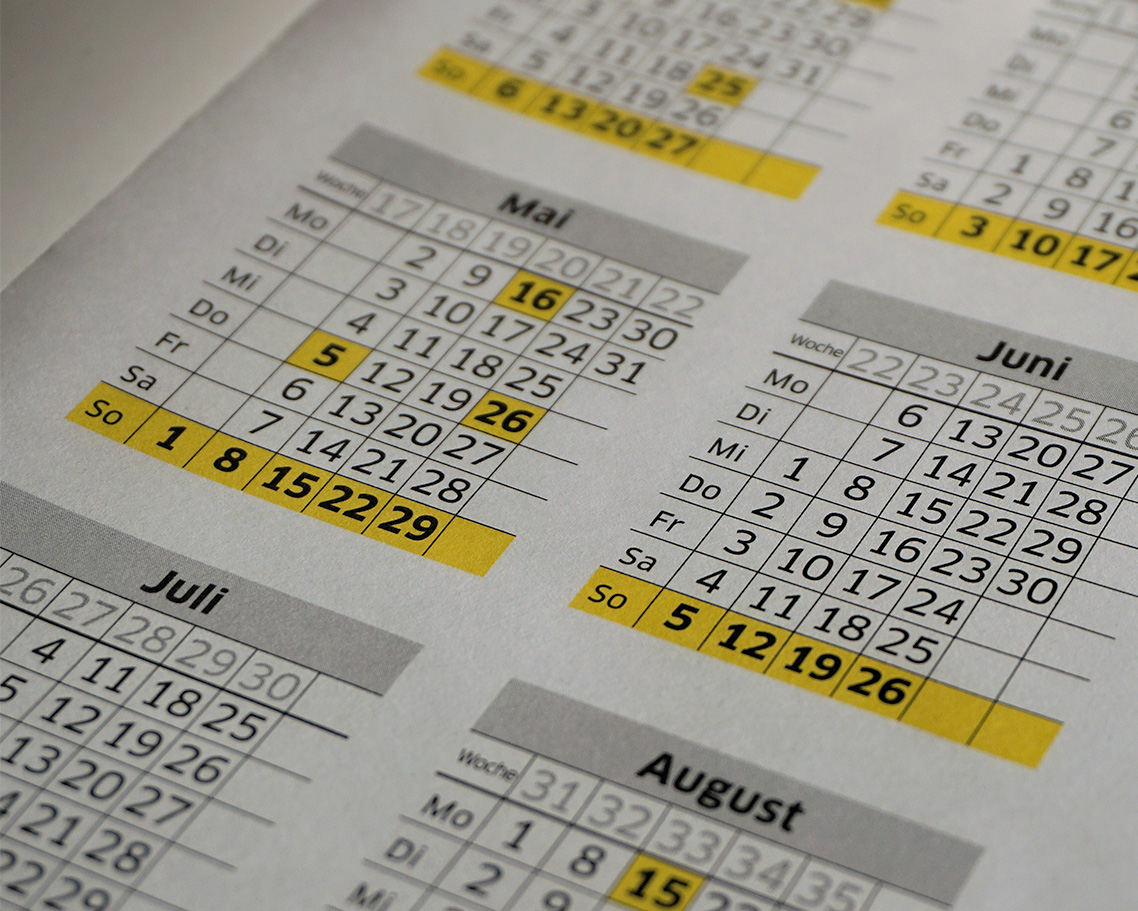 22 29
16 23 30
3 10 17 24 31
Fr 4 11 18 25
Sa 5 12 19 26
So 6 13 20 27
Mo
Di
Mi 6
Do 7
Fr 1 8
Sa 2 9 16
So 3 10 17
Mai
Woche 17 18 19 20 21 22
Mo 2 9 16 23 30
Di 3 10 17 24 31
Mi 4 11 18 25
Do 5 12 19 26
Fr 6 13 20 27
Sa 7 14 21 28
So 1 8 15 22 29
Juni
Woche 22 23 24 25 26
Mo 6 13 20 27
Di 7 14 21 28
Mi 1 8 15 22 29
Do 2 9 16 23 30
Fr 3 10 17 24
Sa 4 11 18 25
So 5 12 19 26
Juli
26 27 28 29 30
4 11 18 25
5 12 19 26
13 20 27
21 28
22 29
August
Woche 31 32 33 34 35
Mo 1 8 15 22
Di 2 9
Mi